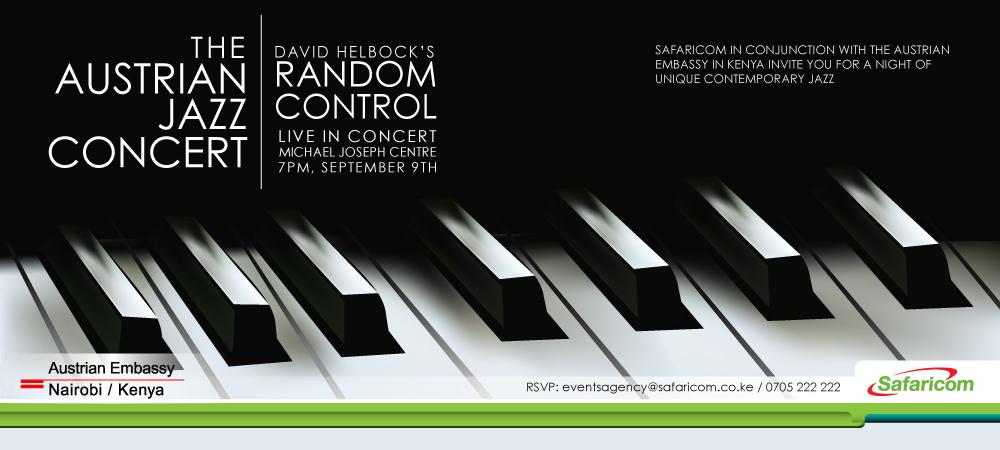 THE
AUSTRIAN
JAZZ
CONCERT
DAVID HELBOCK'S
RANDOM
CONTROL
LIVE IN CONCERT
MICHAEL JOSEPH CENTRE
7PM, SEPTEMBER 9TH
SAFARICOM IN CONJUNCTION WITH THE AUSTRIAN
EMBASSY IN KENYA INVITE YOU FOR A NIGHT OF
UNIQUE CONTEMPORARY JAZZ
Austrian Embassy
Nairobi / Kenya
RSVP: eventsagency@safaricom.co.ke / 0705 222 222
Safaricom